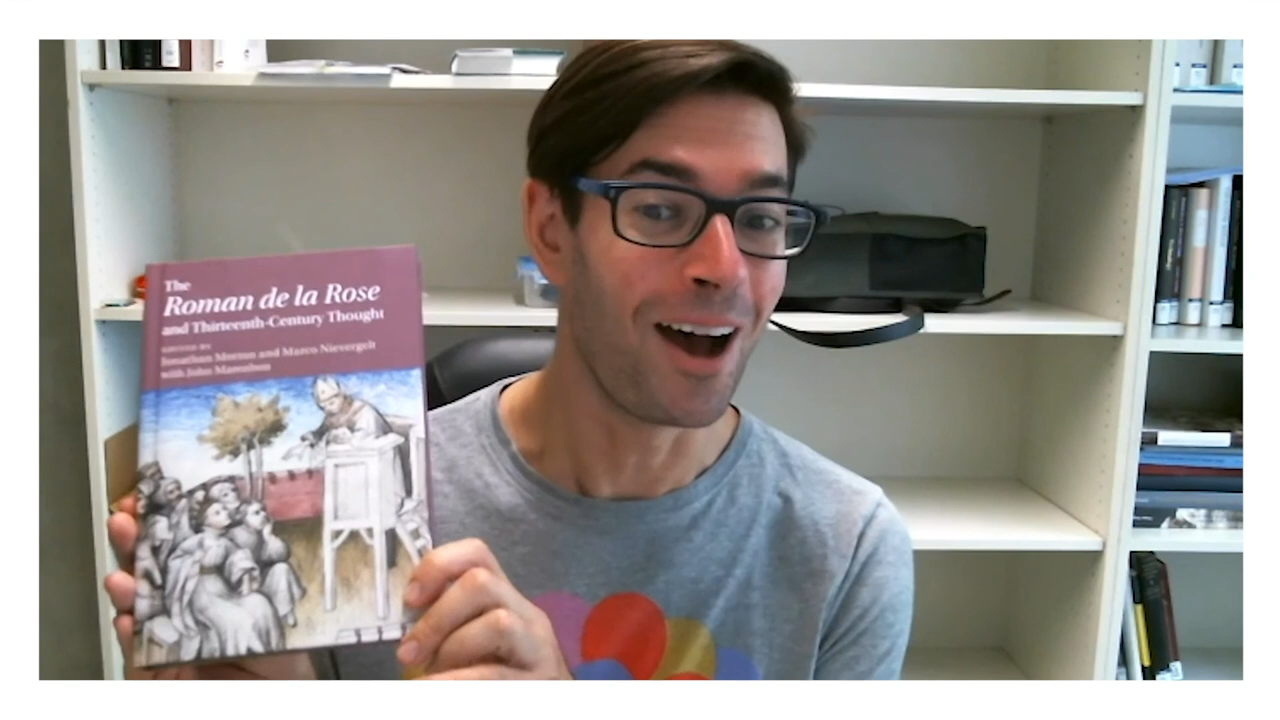 The
Roman de la Rose
and Thirteenth-Century Thought
EDITED BY
Jonathan Morton and Marco Nievergelt
with John Marenbon